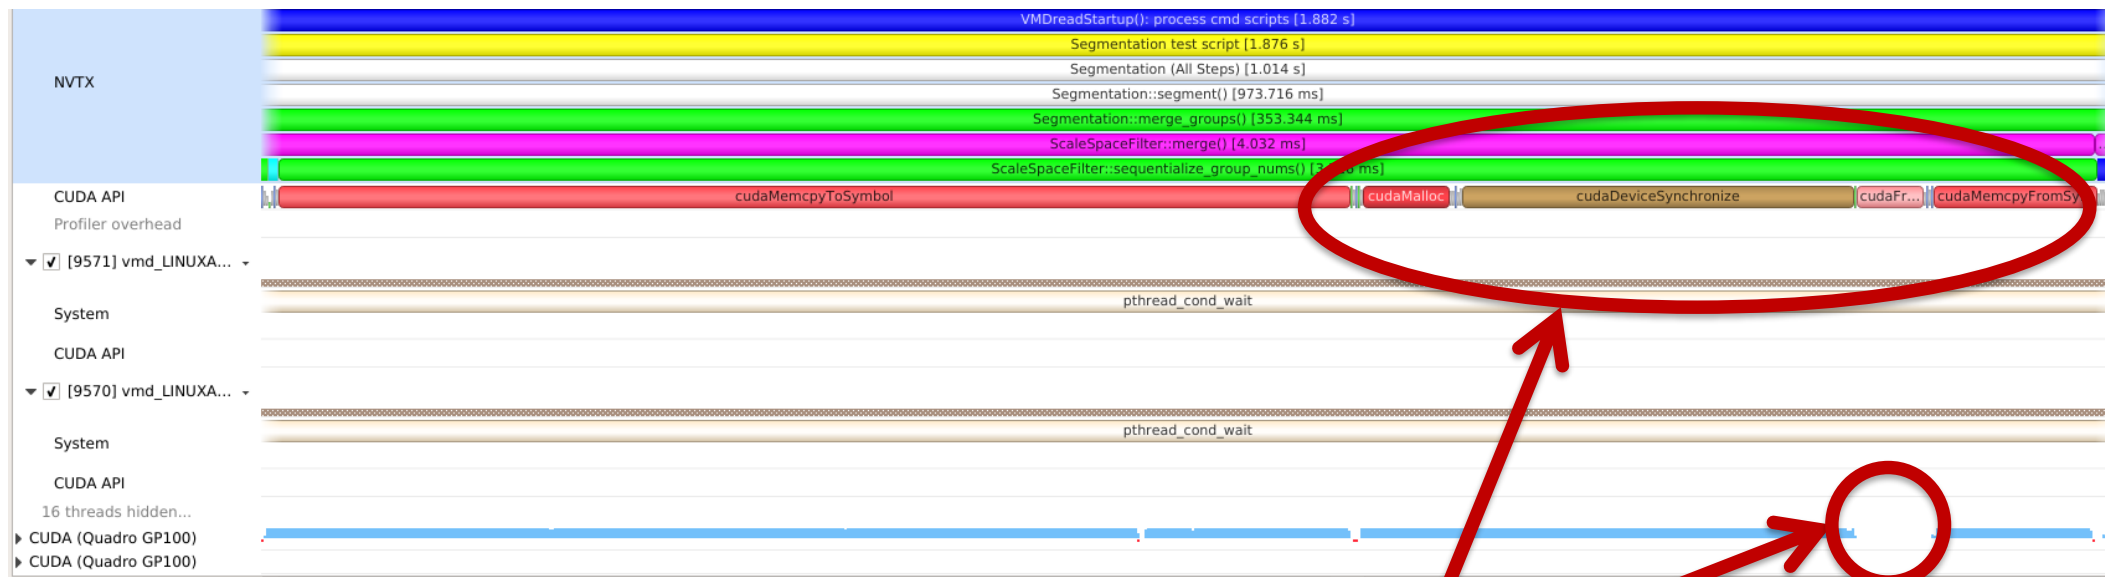 VMDreadStartup(): process cmd scripts [1.882 s]
Segmentation test script [1.876 s]
Segmentation (All Steps) [1.014 s]
NVTX
Segmentation::segment() [973.716 ms]
Segmentation::merge_groups() [353.344 ms]
ScaleSpaceFilter::merge() [4.032 ms]
ScaleSpaceFilter::sequentialize_group_nums() ms]
CUDA API cudaMemcpyToSymbol cudaMalloc cudaDeviceSynchronize cudaFr... cudaMemcpyFromSy
Profiler overhead
[9571] vmd_LINUXA...
pthread_cond_wait
System
CUDA API
[9570] vmd_LINUXA...
pthread_cond_wait
System
CUDA API
16 threads hidden...
CUDA (Quadro GP100)
CUDA (Quadro GP100)